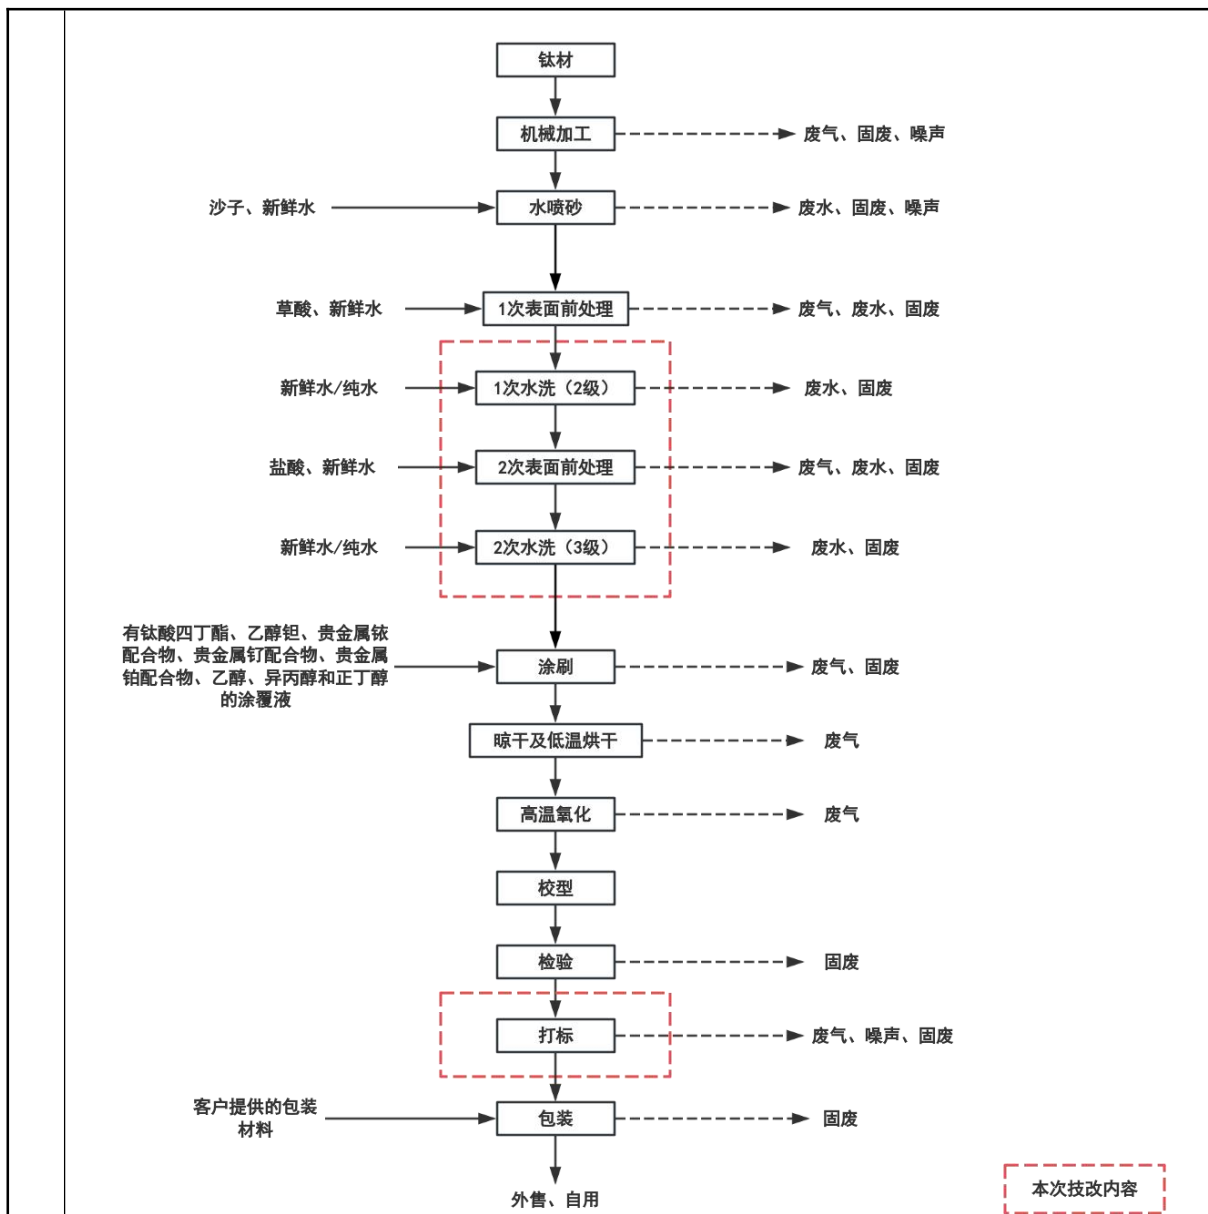 钛材
机械加工
废气、固废、噪声
沙子、新鲜水
水喷砂
废水、固废、噪声
草酸、新鲜水
1次表面前处理
废气、废水、固废
新鲜水/纯水
1次水洗（2级）
废水、固废
盐酸、新鲜水
2次表面前处理
废气、废水、固废
新鲜水/纯水
2次水洗（3级）
废水、固废
有钛酸四丁酯、乙醇钽、贵金属铱
配合物、贵金属钌配合物、贵金属
铂配合物、乙醇、异丙醇和正丁醇
的涂覆液
涂刷
废气、固废
晾干及低温烘干
废气
高温氧化
废气
校型
检验
固废
打标
废气、噪声、固废
客户提供的包装
材料
包装
固废
外售、自用
本次技改内容